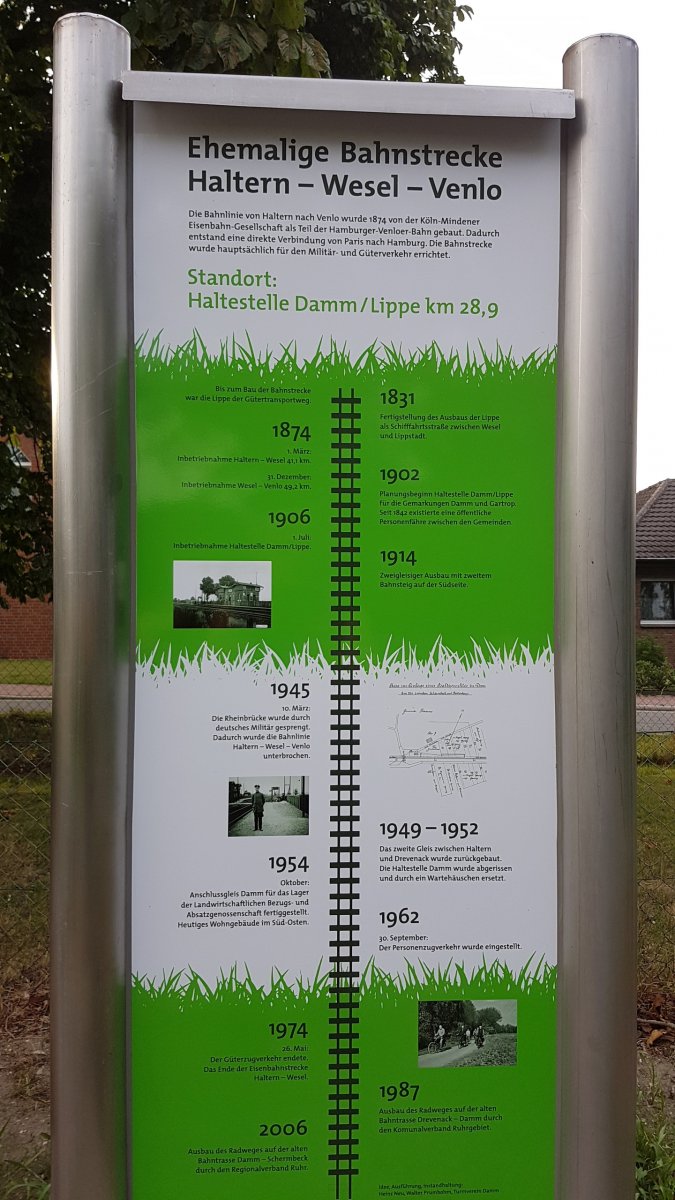 Ehemalige Bahnstrecke
Haltern – Wesel – Venlo
Die Bahnlinie von Haltern nach Venlo wurde 1874 von der Köln-Mindener
Eisenbahn-Gesellschaft als Teil der Hamburger-Venloer-Bahn gebaut. Dadurch
entstand eine direkte Verbindung von Paris nach Hamburg. Die Bahnstrecke
wurde hauptsächlich für den Militär- und Güterverkehr errichtet.
Standort:
Haltestelle Damm/Lippe km 28,9
Bis zum Bau der Bahnstrecke
war die Lippe der Gütertransportweg.
1831
Fertigstellung des Ausbaus der Lippe
als Schifffahrtsstraße zwischen Wesel
und Lippstadt.
1874
1. März:
Inbetriebnahme Haltern – Wesel 41,1 km.
31. Dezember:
Inbetriebnahme Wesel – Venlo 49,2 km.
1902
Planungsbeginn Haltestelle Damm/Lippe
für die Gemarkungen Damm und Gartrop.
Seit 1842 existierte eine öffentliche
Personenfähre zwischen den Gemeinden.
1906
1. Juli:
Inbetriebnahme Haltestelle Damm/Lippe.
1914
Zweigleisiger Ausbau mit zweitem
Bahnsteig auf der Südseite.
1945
10. März:
Die Rheinbrücke wurde durch
deutsches Militär gesprengt.
Dadurch wurde die Bahnlinie
Haltern – Wesel – Venlo
unterbrochen.
1949 – 1952
Das zweite Gleis zwischen Haltern
und Drevenack wurde zurückgebaut.
Die Haltestelle Damm wurde abgerissen
und durch ein Wartehäuschen ersetzt.
1954
Oktober:
Anschlussgleis Damm für das Lager
der Landwirtschaftlichen Bezugs- und
Absatzgenossenschaft fertiggestellt.
Heutiges Wohngebäude im Süd-Osten.
1962
30. September:
Der Personenzugverkehr wurde eingestellt.
1974
26. Mai:
Der Güterzugverkehr endete,
Das Ende der Eisenbahnstrecke
Haltern – Wesel.
1987
Ausbau des Radweges auf der alten
Bahntrasse Drevenack – Damm durch
den Komunalverband Ruhrgebiet.
2006
Ausbau des Radweges auf der alten
Bahntrasse Damm – Schermbeck
durch den Regionalverband Ruhr.
Idee, Ausführung, Instandhaltung:
Heinz Neu, Walter Frumbohm, Turmverein Damm